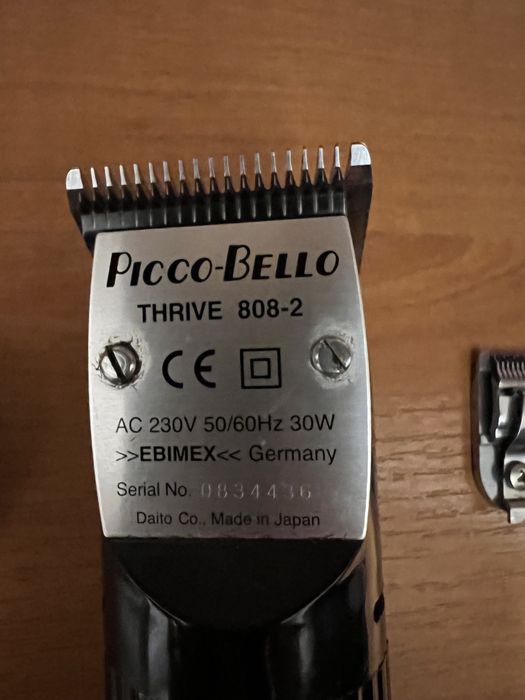 PICCO-BELLO
THRIVE 808-2
CE
AC 230V 50/60Hz 30W
>>EBIMEX<< Germany
Serial No. 0834436
Daito Co., Made in Japan